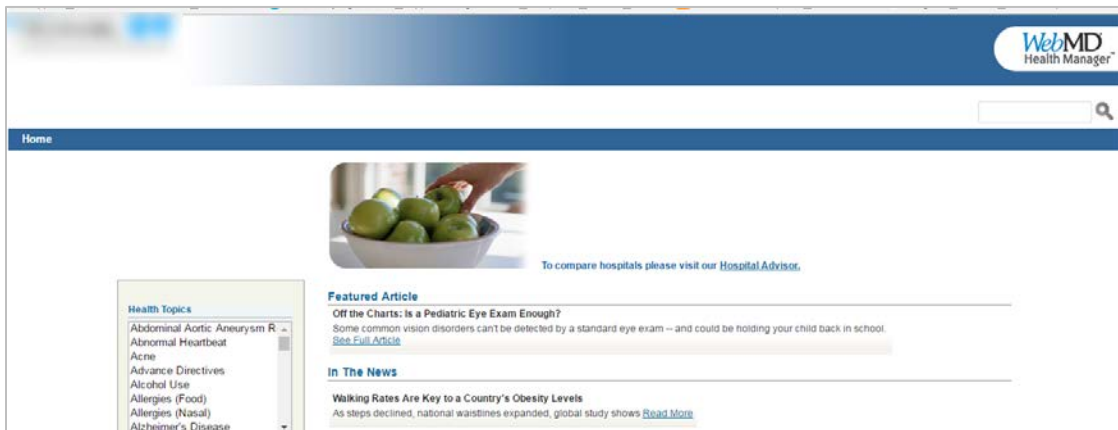 WebMD
Health Manager™
Home
To compare hospitals please visit our Hospital Advisor.
Health Topics
Abdominal Aortic Aneurysm R
Abnormal Heartbeat
Acne
Advance Directives
Alcohol Use
Allergies (Food)
Allergies (Nasal)
Alzheimer's Disease
Featured Article
Off the Charts: Is a Pediatric Eye Exam Enough?
Some common vision disorders can't be detected by a standard eye exam -- and could be holding your child back in school.
See Full Article
In The News
Walking Rates Are Key to a Country's Obesity Levels
As steps declined, national waistlines expanded, global study shows Read More